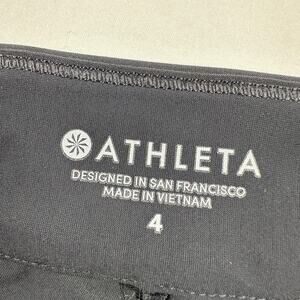 ATHLETA
DESIGNED IN SAN FRANCISCO
MADE IN VIETNAM
4